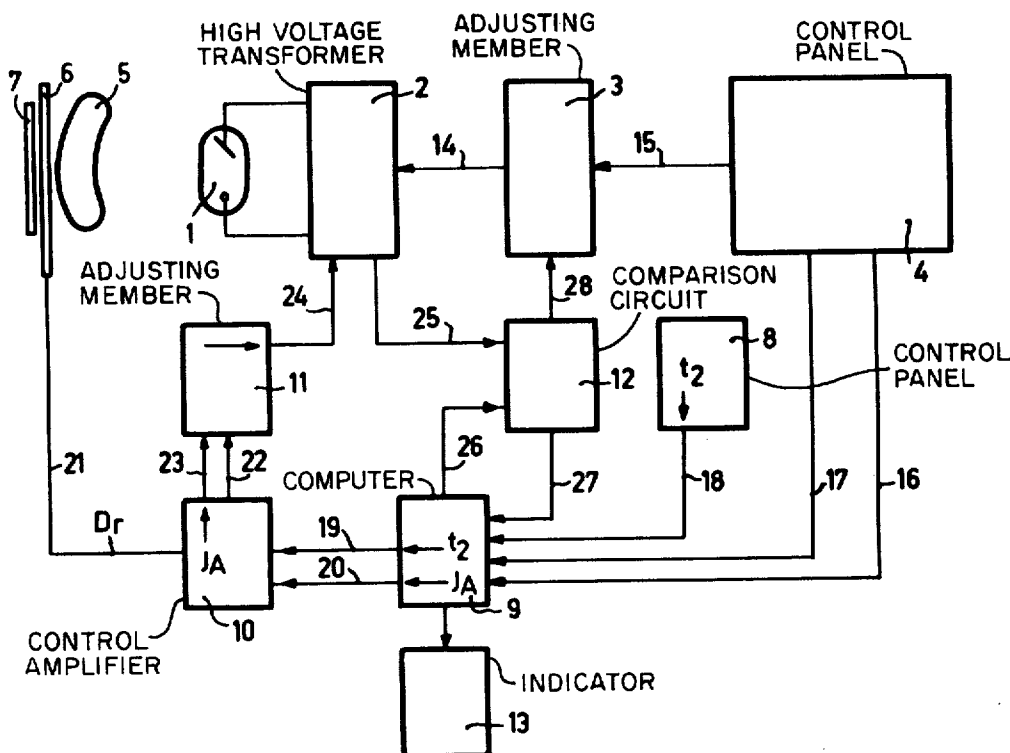 HIGH VOLTAGE
TRANSFORMER
ADJUSTING
MEMBER
CONTROL
PANEL
7
6
5
2
3
14
15
1
4
ADJUSTING
MEMBER
24
25
28
COMPARISON
CIRCUIT
8
t2
CONTROL
PANEL
11
12
21
23
22
26
27
18
17
16
COMPUTER
Dr
JA
10
19
20
t2
JA
9
CONTROL
AMPLIFIER
INDICATOR
13